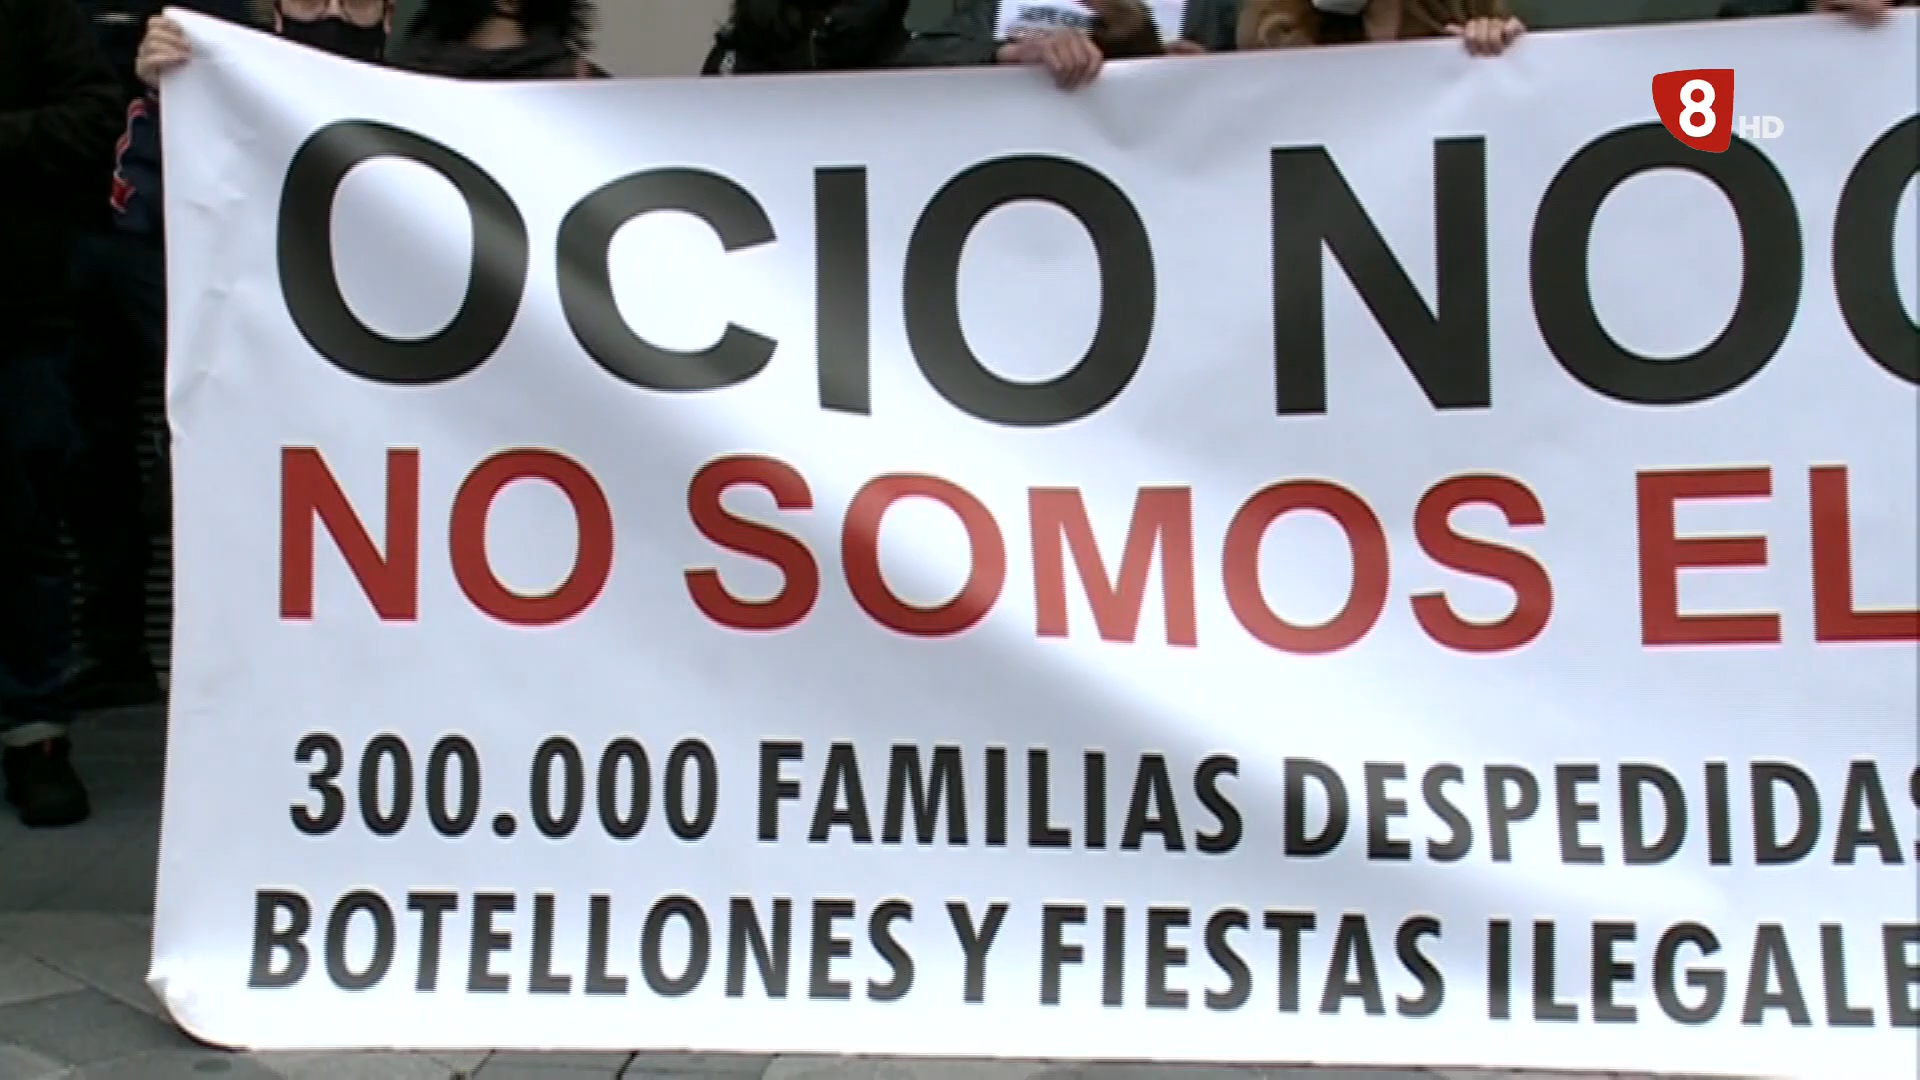 8 HD
OCIO NOC
NO SOMOS EL
300.000 FAMILIAS DESPEDIDAS
BOTELLONES Y FIESTAS ILEGALE